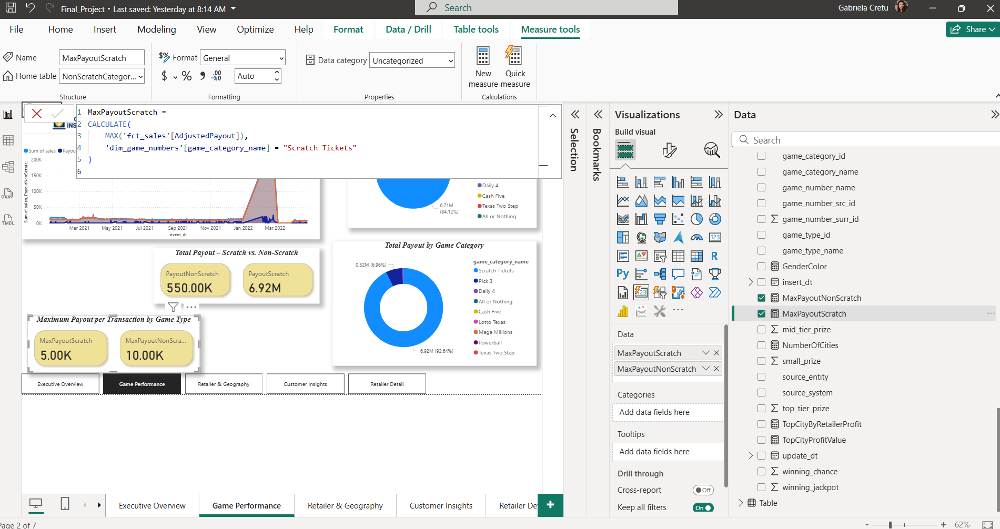 Final_Project • Last saved: Yesterday at 8:14 AM
Search
Gabriela Cretu
File Home Insert Modeling View Optimize Help Format Data / Drill Table tools Measure tools
Share
Name MaxPayoutScratch
Format General
Data category Uncategorized
New measure
Quick measure
Home table NonScratchCategor...
$ % Auto
Structure
Formatting
Properties
Calculations
1 MaxPayoutScratch =
2 CALCULATE(
3 MAX('fct_sales'[AdjustedPayout]),
4 'dim_game_numbers'[game_category_name] = "Scratch Tickets"
5 )
6
INS
Sum of sales Payou
200K
150K
100K
50K
0K
Mar 2021 May 2021 Jul 2021 Sep 2021 Nov 2021 Jan 2022 Mar 2022
event_dt
Daily 4
Cash Five
Texas Two Step
All or Nothing
6.71M
(84.12%)
Total Payout – Scratch vs. Non-Scratch
PayoutNonScratch
550.00K
PayoutScratch
6.92M
Maximum Payout per Transaction by Game Type
MaxPayoutScratch
5.00K
MaxPayoutNonScra...
10.00K
Total Payout by Game Category
0.52M (6.96%)
6.92M (92.64%)
game_category_name
Scratch Tickets
Pick 3
Daily 4
All or Nothing
Cash Five
Lotto Texas
Mega Millions
Powerball
Texas Two Step
Executive Overview
Game Performance
Retailer & Geography
Customer Insights
Retailer Detail
Selection
Bookmarks
Visualizations
Build visual
123
R
Py
123
Data
MaxPayoutScratch
MaxPayoutNonScratch
Categories
Add data fields here
Tooltips
Add data fields here
Drill through
Cross-report Off
Keep all filters On
Data
Search
game_category_id
game_category_name
game_number_name
game_number_src_id
game_number_surr_id
game_type_id
game_type_name
GenderColor
insert_dt
MaxPayoutNonScratch
MaxPayoutScratch
mid_tier_prize
NumberOfCities
small_prize
source_entity
source_system
top_tier_prize
TopCityByRetailerProfit
TopCityProfitValue
update_dt
winning_chance
winning_jackpot
Table
DAX
TMDL
Executive Overview Game Performance Retailer & Geography Customer Insights Retailer De
Page 2 of 7
62%